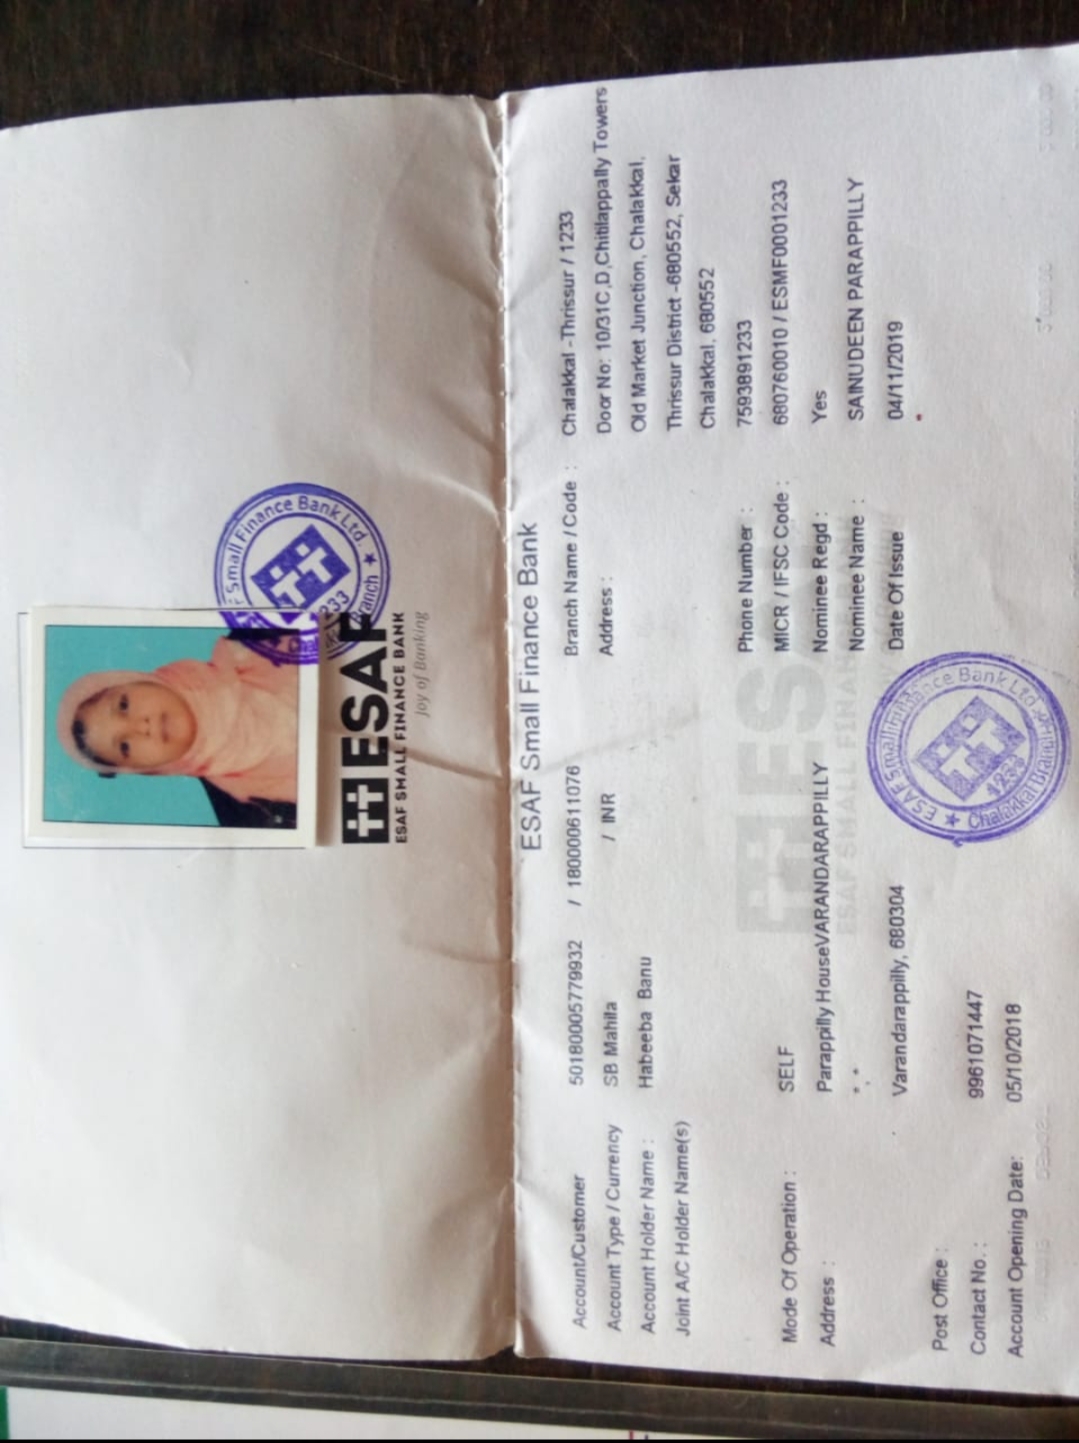 ESAF
ESAF SMALL FINANCE BANK
Joy of Banking
Small Finance Bank Ltd.
1233
Branch ★
ESAF Small Finance Bank
Account/Customer 50180005779932 / 180000611076
Account Type / Currency SB Mahila / INR
Account Holder Name : Habeeba Banu
Joint A/C Holder Name(s)
Mode Of Operation : SELF
Address : Parappilly HouseVARANDARAPPILLY
* *
Varandarappilly, 680304
Post Office :
Contact No. : 9961071447
Account Opening Date: 05/10/2018
Branch Name / Code : Chalakkal -Thrissur / 1233
Address : Door No: 10/31C,D,Chitilappally Towers
Old Market Junction, Chalakkal,
Thrissur District -680552, Sekar
Chalakkal, 680552
Phone Number : 7593891233
MICR / IFSC Code : 680760010 / ESMF0001233
Nominee Regd : Yes
Nominee Name : SAINUDEEN PARAPPILLY
Date Of Issue 04/11/2019
ESAF
ESAF SMALL FINANCE BANK
Joy of Banking
★ ESAF Small Finance Bank Ltd.
1233
Chalakkal Branch